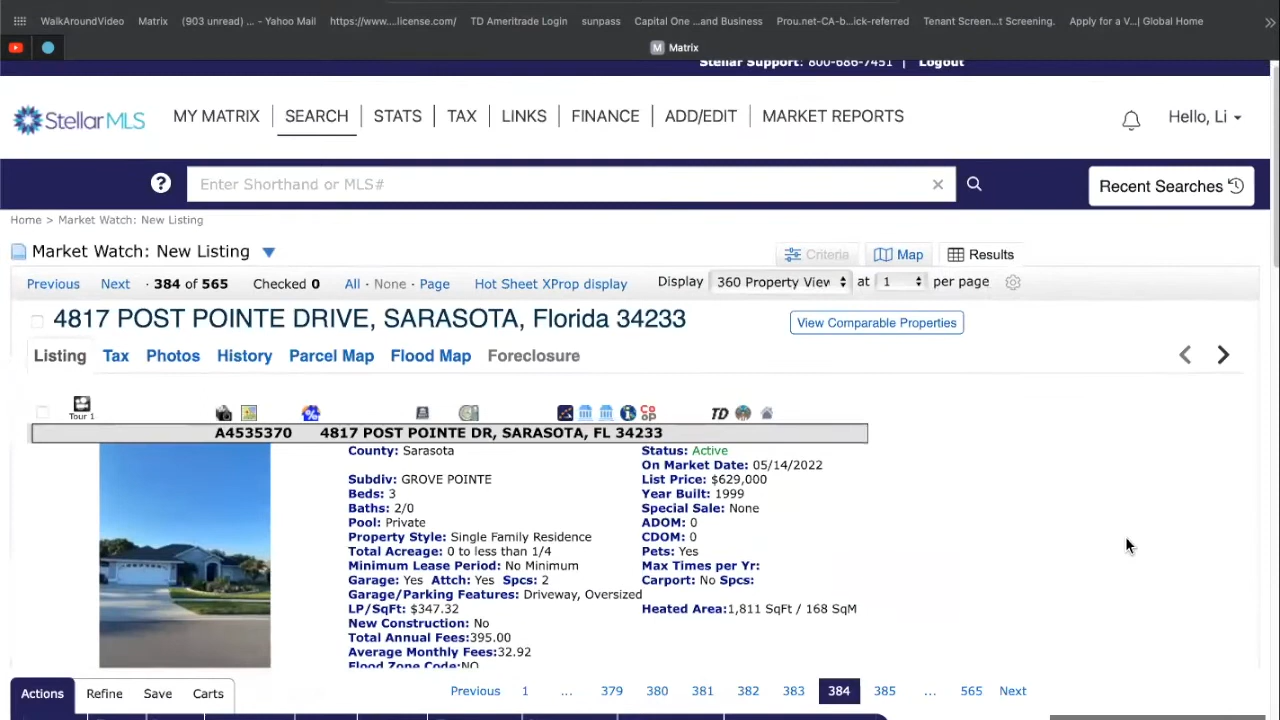 WalkAroundVideo Matrix (903 unread) ... - Yahoo Mail https://www....license.com/ TD Ameritrade Login sunpass Capital One ...and Business Prou.net-CA-b...ick-referred Tenant Screen...t Screening. Apply for a V...| Global Home
M Matrix
Stellar Support: 800-686-7451 | Logout
StellarMLS MY MATRIX SEARCH STATS TAX LINKS FINANCE ADD/EDIT MARKET REPORTS Hello, Li
? Enter Shorthand or MLS# Recent Searches
Home > Market Watch: New Listing
Market Watch: New Listing Criteria Map Results
Previous Next · 384 of 565 Checked 0 All · None · Page Hot Sheet XProp display Display 360 Property View at 1 per page
4817 POST POINTE DRIVE, SARASOTA, Florida 34233 View Comparable Properties
Listing Tax Photos History Parcel Map Flood Map Foreclosure
Tour 1 Co op TD
A4535370 4817 POST POINTE DR, SARASOTA, FL 34233
County: Sarasota Status: Active
On Market Date: 05/14/2022
Subdiv: GROVE POINTE List Price: $629,000
Beds: 3 Year Built: 1999
Baths: 2/0 Special Sale: None
Pool: Private ADOM: 0
Property Style: Single Family Residence CDOM: 0
Total Acreage: 0 to less than 1/4 Pets: Yes
Minimum Lease Period: No Minimum Max Times per Yr:
Garage: Yes Attch: Yes Spcs: 2 Carport: No Spcs:
Garage/Parking Features: Driveway, Oversized
LP/SqFt: $347.32 Heated Area:1,811 SqFt / 168 SqM
New Construction: No
Total Annual Fees:395.00
Average Monthly Fees:32.92
Flood Zone Code:NO
Actions Refine Save Carts Previous 1 ... 379 380 381 382 383 384 385 ... 565 Next